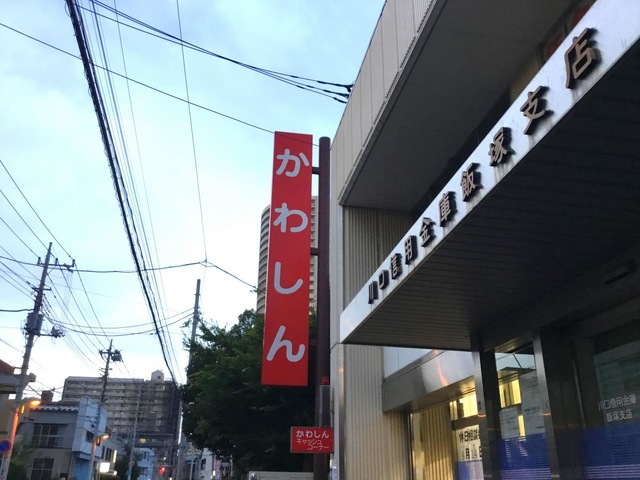 かわしん
川口信用金庫飯塚支店
かわしん
キャッシュ
コーナー
川口信用金庫
飯塚支店